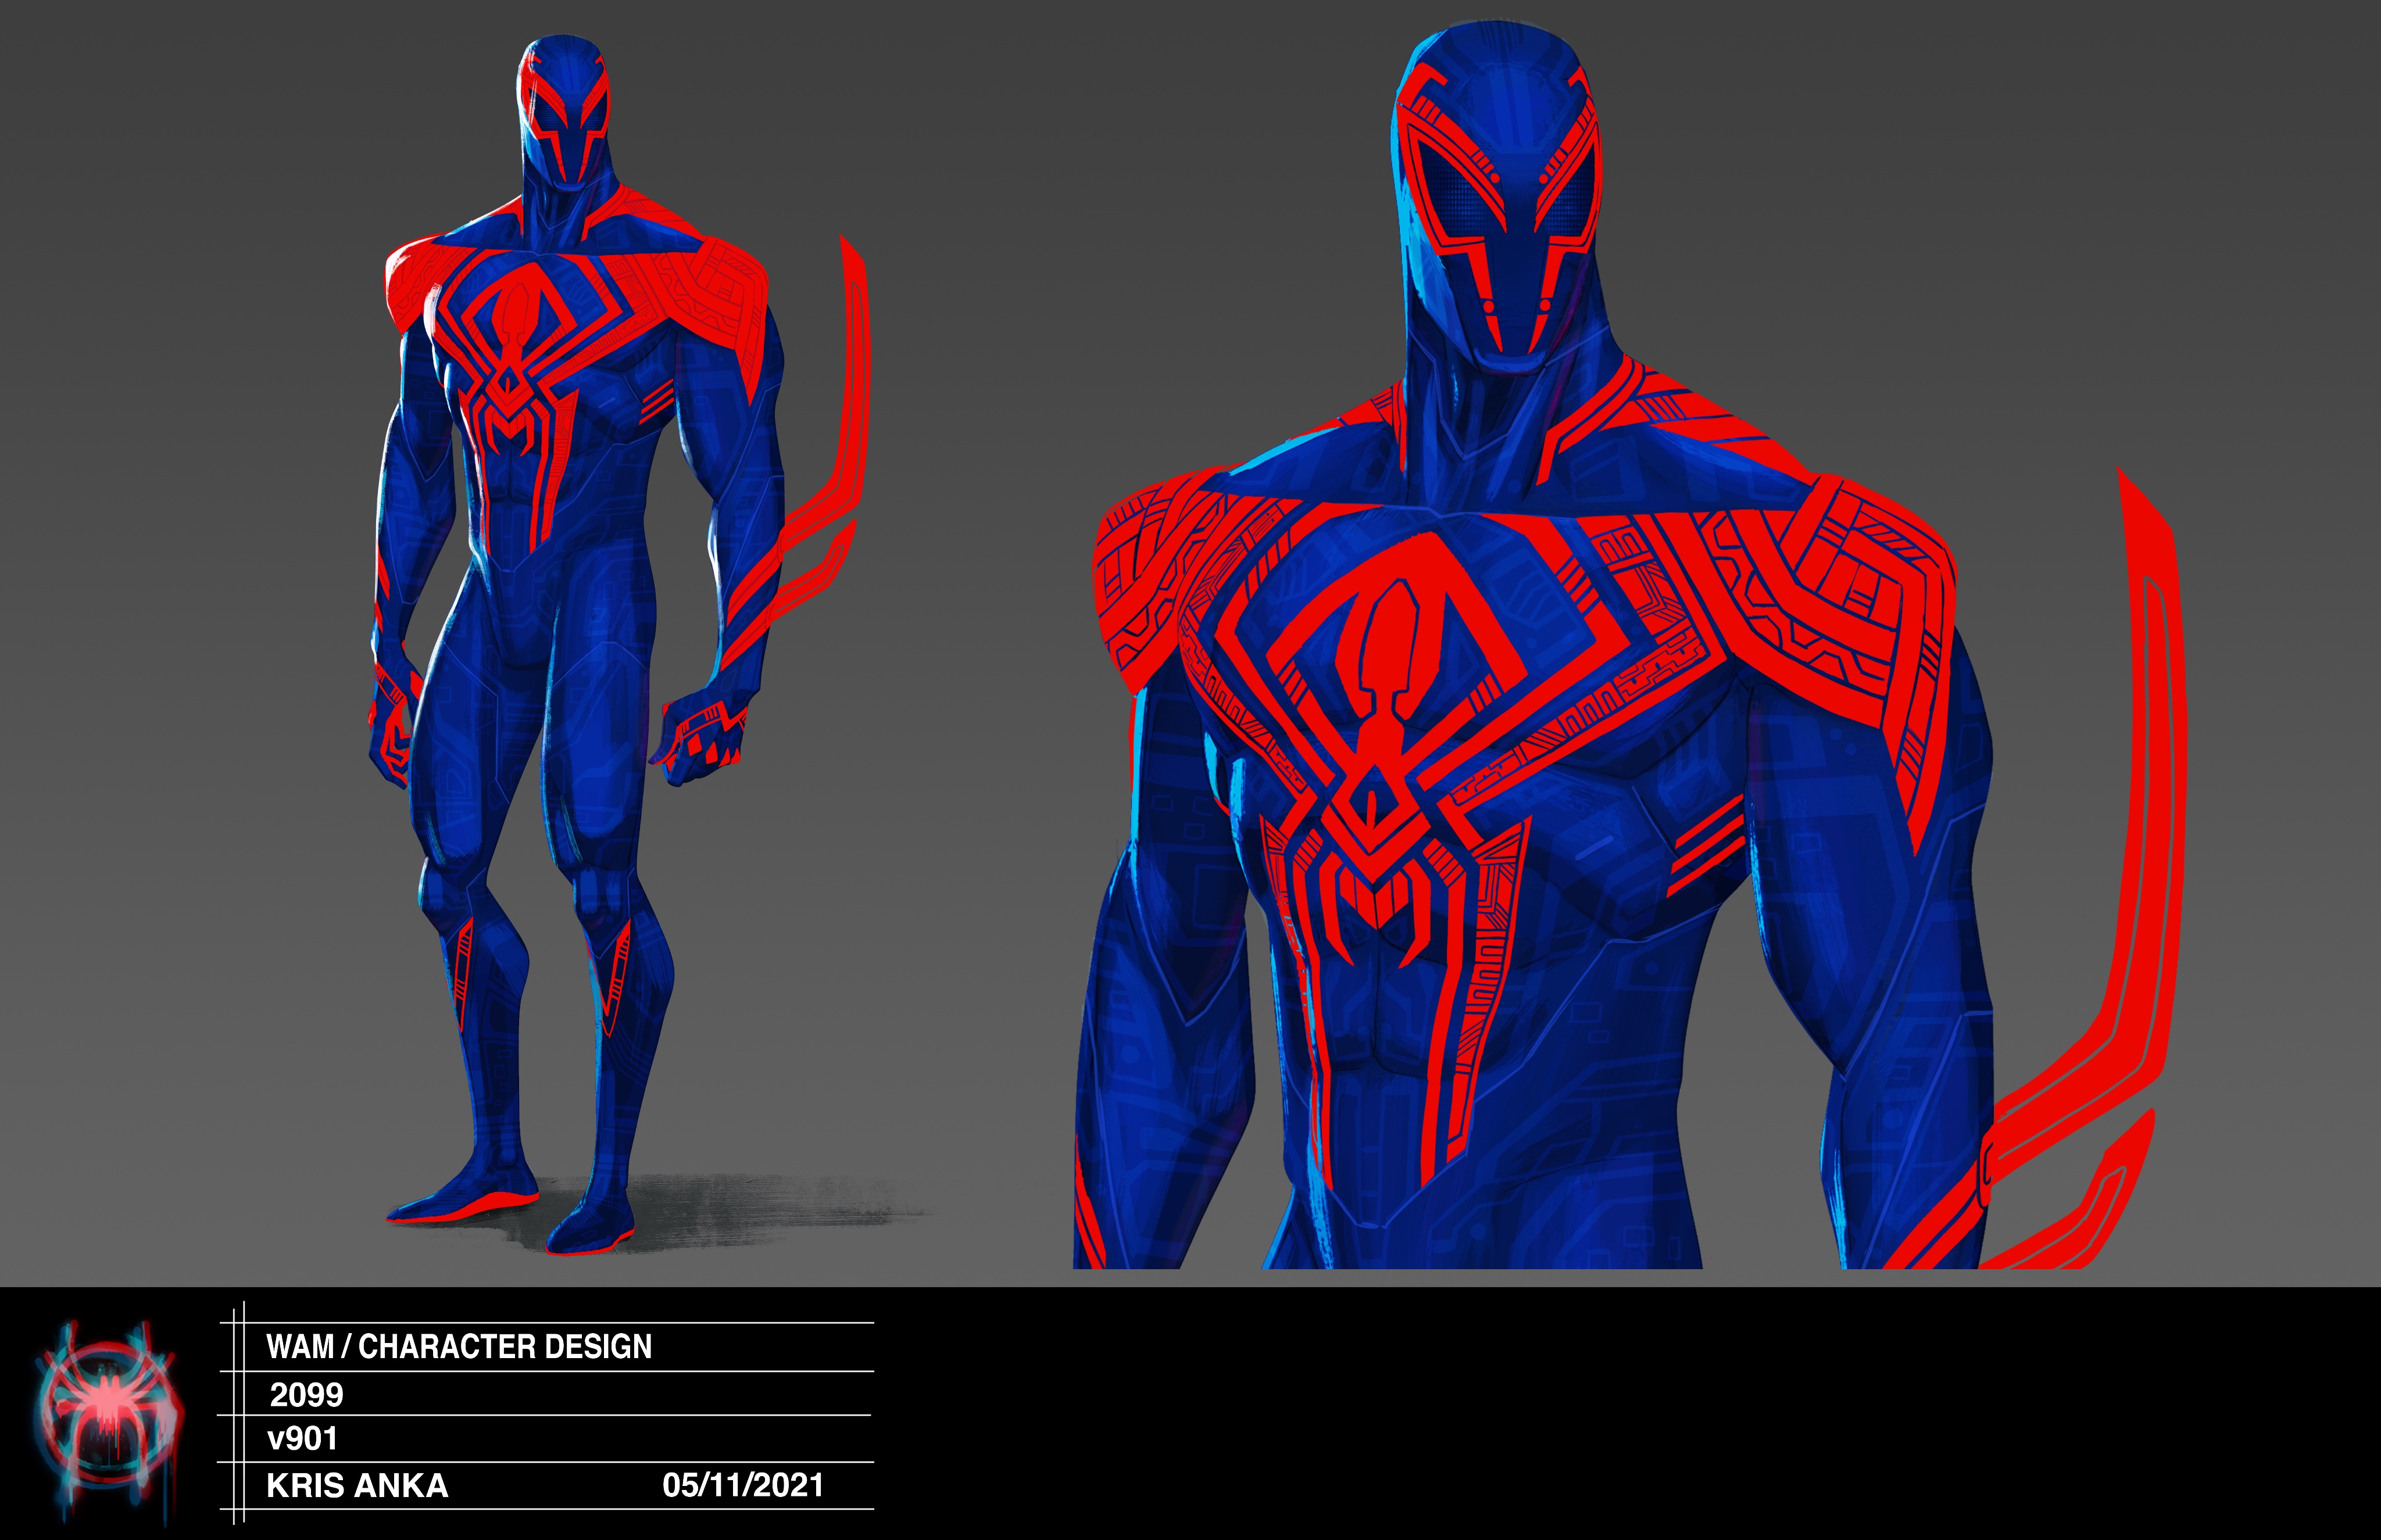 WAM / CHARACTER DESIGN
2099
v901
KRIS ANKA 05/11/2021